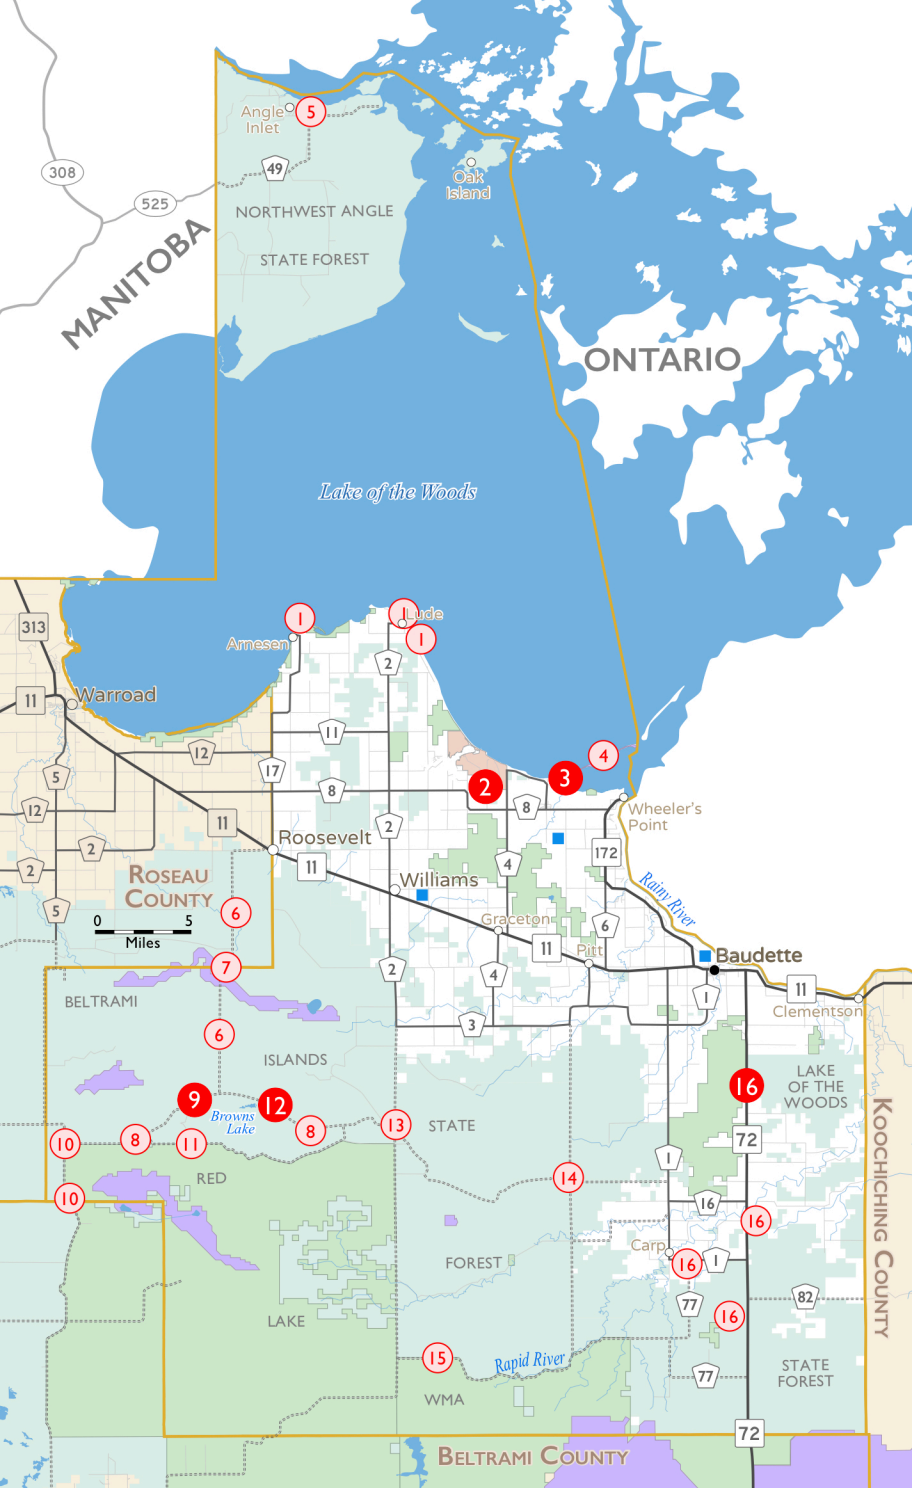 Angle
Inlet
5
49
Oak
Island
308
525
NORTHWEST ANGLE
STATE FOREST
MANITOBA
ONTARIO
Lake of the Woods
1
1
Lude
1
Arnesen
313
2
11
Warroad
11
12
4
5
17
8
2
3
8
12
11
2
Wheeler's
Point
2
Roosevelt
11
4
172
2
ROSEAU
COUNTY
Williams
Rainy River
5
0
5
Miles
6
Graceton
6
11
Pitt
Baudette
7
2
4
1
11
Clementson
BELTRAMI
3
6
ISLANDS
LAKE
OF THE
WOODS
9
12
16
Browns
Lake
8
13
STATE
10
8
11
72
KOOCHICHING COUNTY
1
RED
14
10
16
16
Carp
FOREST
16
1
77
82
LAKE
16
15
Rapid River
77
STATE
FOREST
WMA
72
BELTRAMI COUNTY